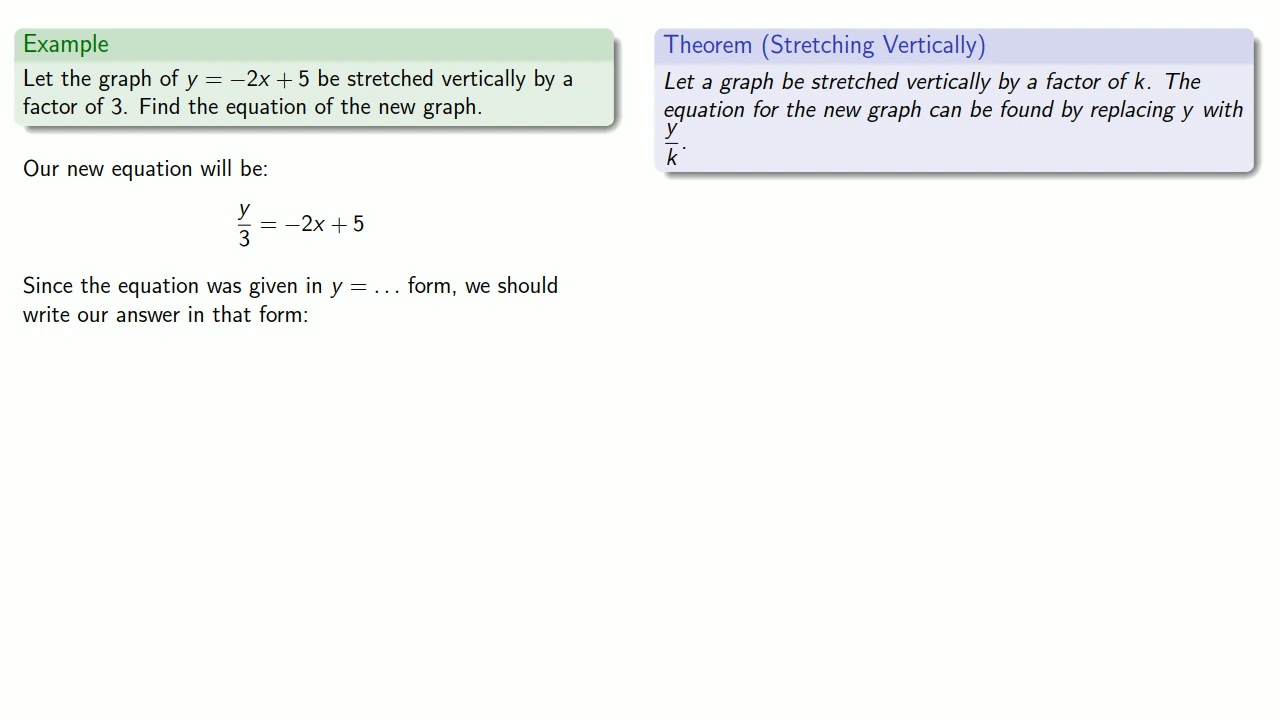 Example
Let the graph of y = −2x + 5 be stretched vertically by a
factor of 3. Find the equation of the new graph.
Our new equation will be:
y/3 = −2x + 5
Since the equation was given in y = . . . form, we should
write our answer in that form:
Theorem (Stretching Vertically)
Let a graph be stretched vertically by a factor of k. The
equation for the new graph can be found by replacing y with
y/k.